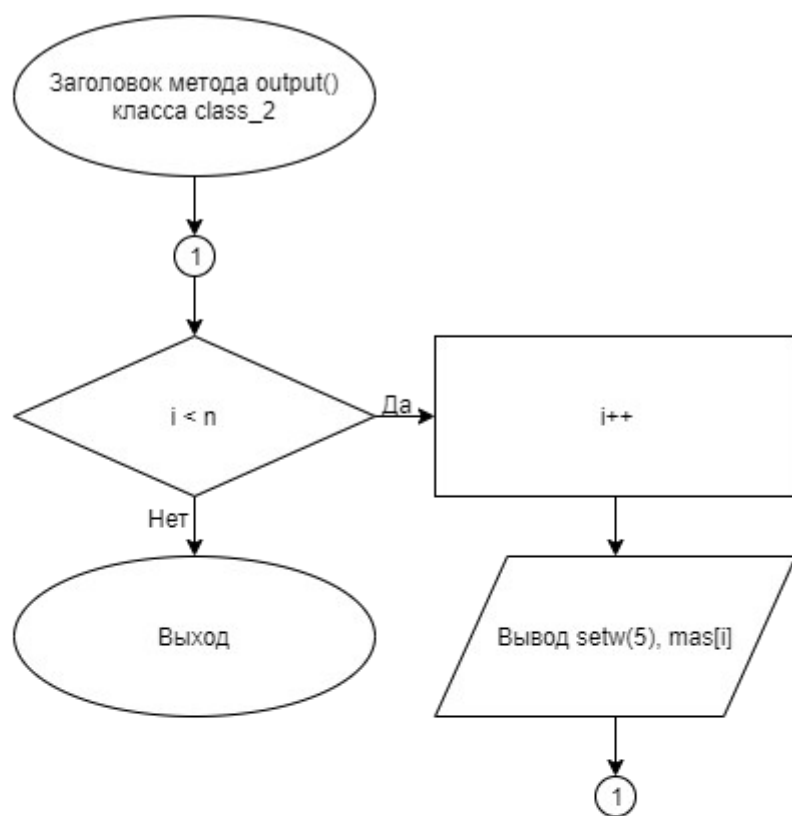 Заголовок метода output()
класса class_2
1
i < n
Да
i++
Нет
Выход
Вывод setw(5), mas[i]
1